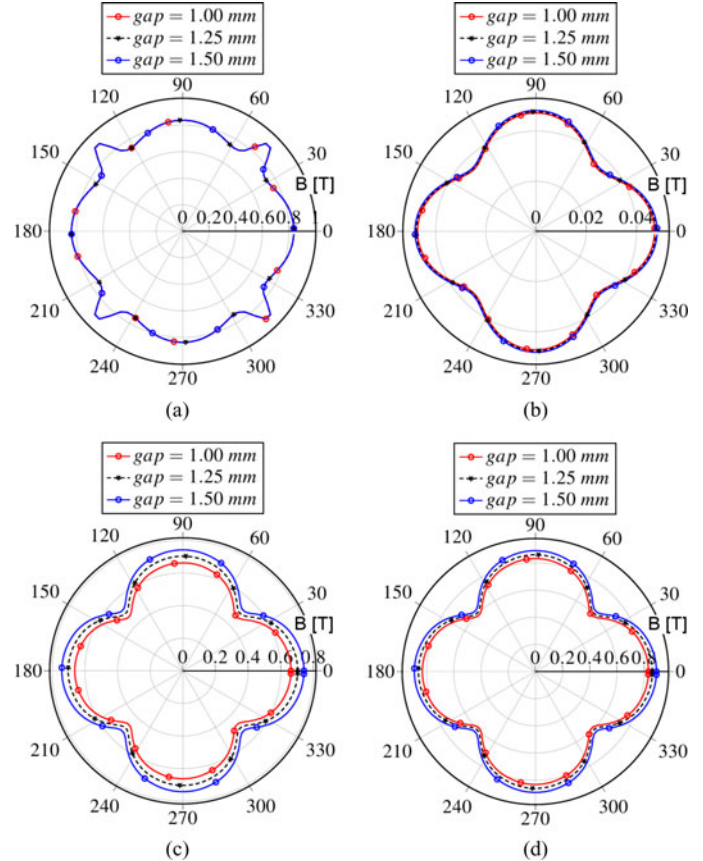 gap = 1.00 mm
gap = 1.25 mm
gap = 1.50 mm
90
120 60
150 30
B [T]
180 0 0.2 0.4 0.6 0.8 1 0
210 330
240 300
270
(a)
gap = 1.00 mm
gap = 1.25 mm
gap = 1.50 mm
90
120 60
150 30
B [T]
180 0 0.02 0.04 0
210 330
240 300
270
(b)
gap = 1.00 mm
gap = 1.25 mm
gap = 1.50 mm
90
120 60
150 30
B [T]
180 0 0.2 0.4 0.6 0.8 0
210 330
240 300
270
(c)
gap = 1.00 mm
gap = 1.25 mm
gap = 1.50 mm
90
120 60
150 30
B [T]
180 0 0.2 0.4 0.6 0
210 330
240 300
270
(d)